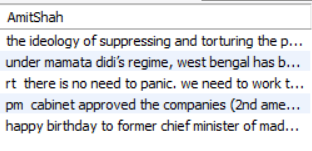 AmitShah
the ideology of suppressing and torturing the p...
under mamata didi's regime, west bengal has b...
rt  there is no need to panic. we need to work t...
pm  cabinet approved the companies (2nd ame...
happy birthday to former chief minister of mad...